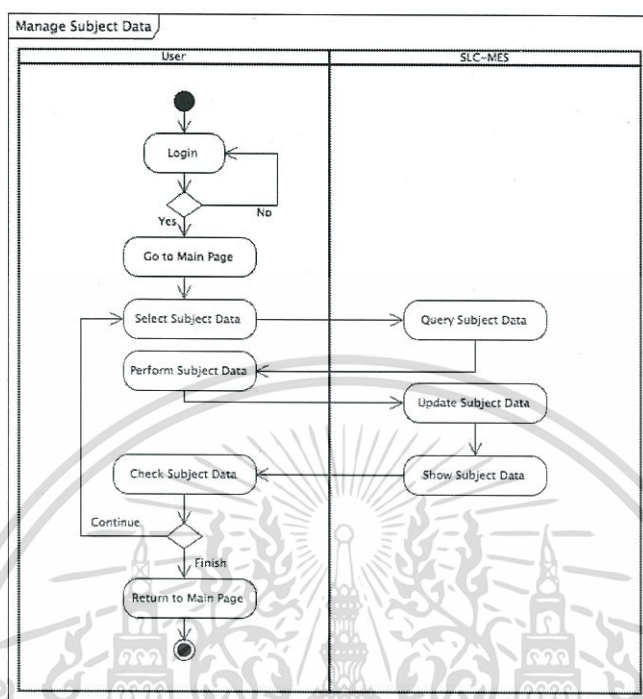 Manage Subject Data
User
SLC-MES
Login
No
Yes
Go to Main Page
Select Subject Data
Query Subject Data
Perform Subject Data
Update Subject Data
Check Subject Data
Show Subject Data
Continue
Finish
Return to Main Page